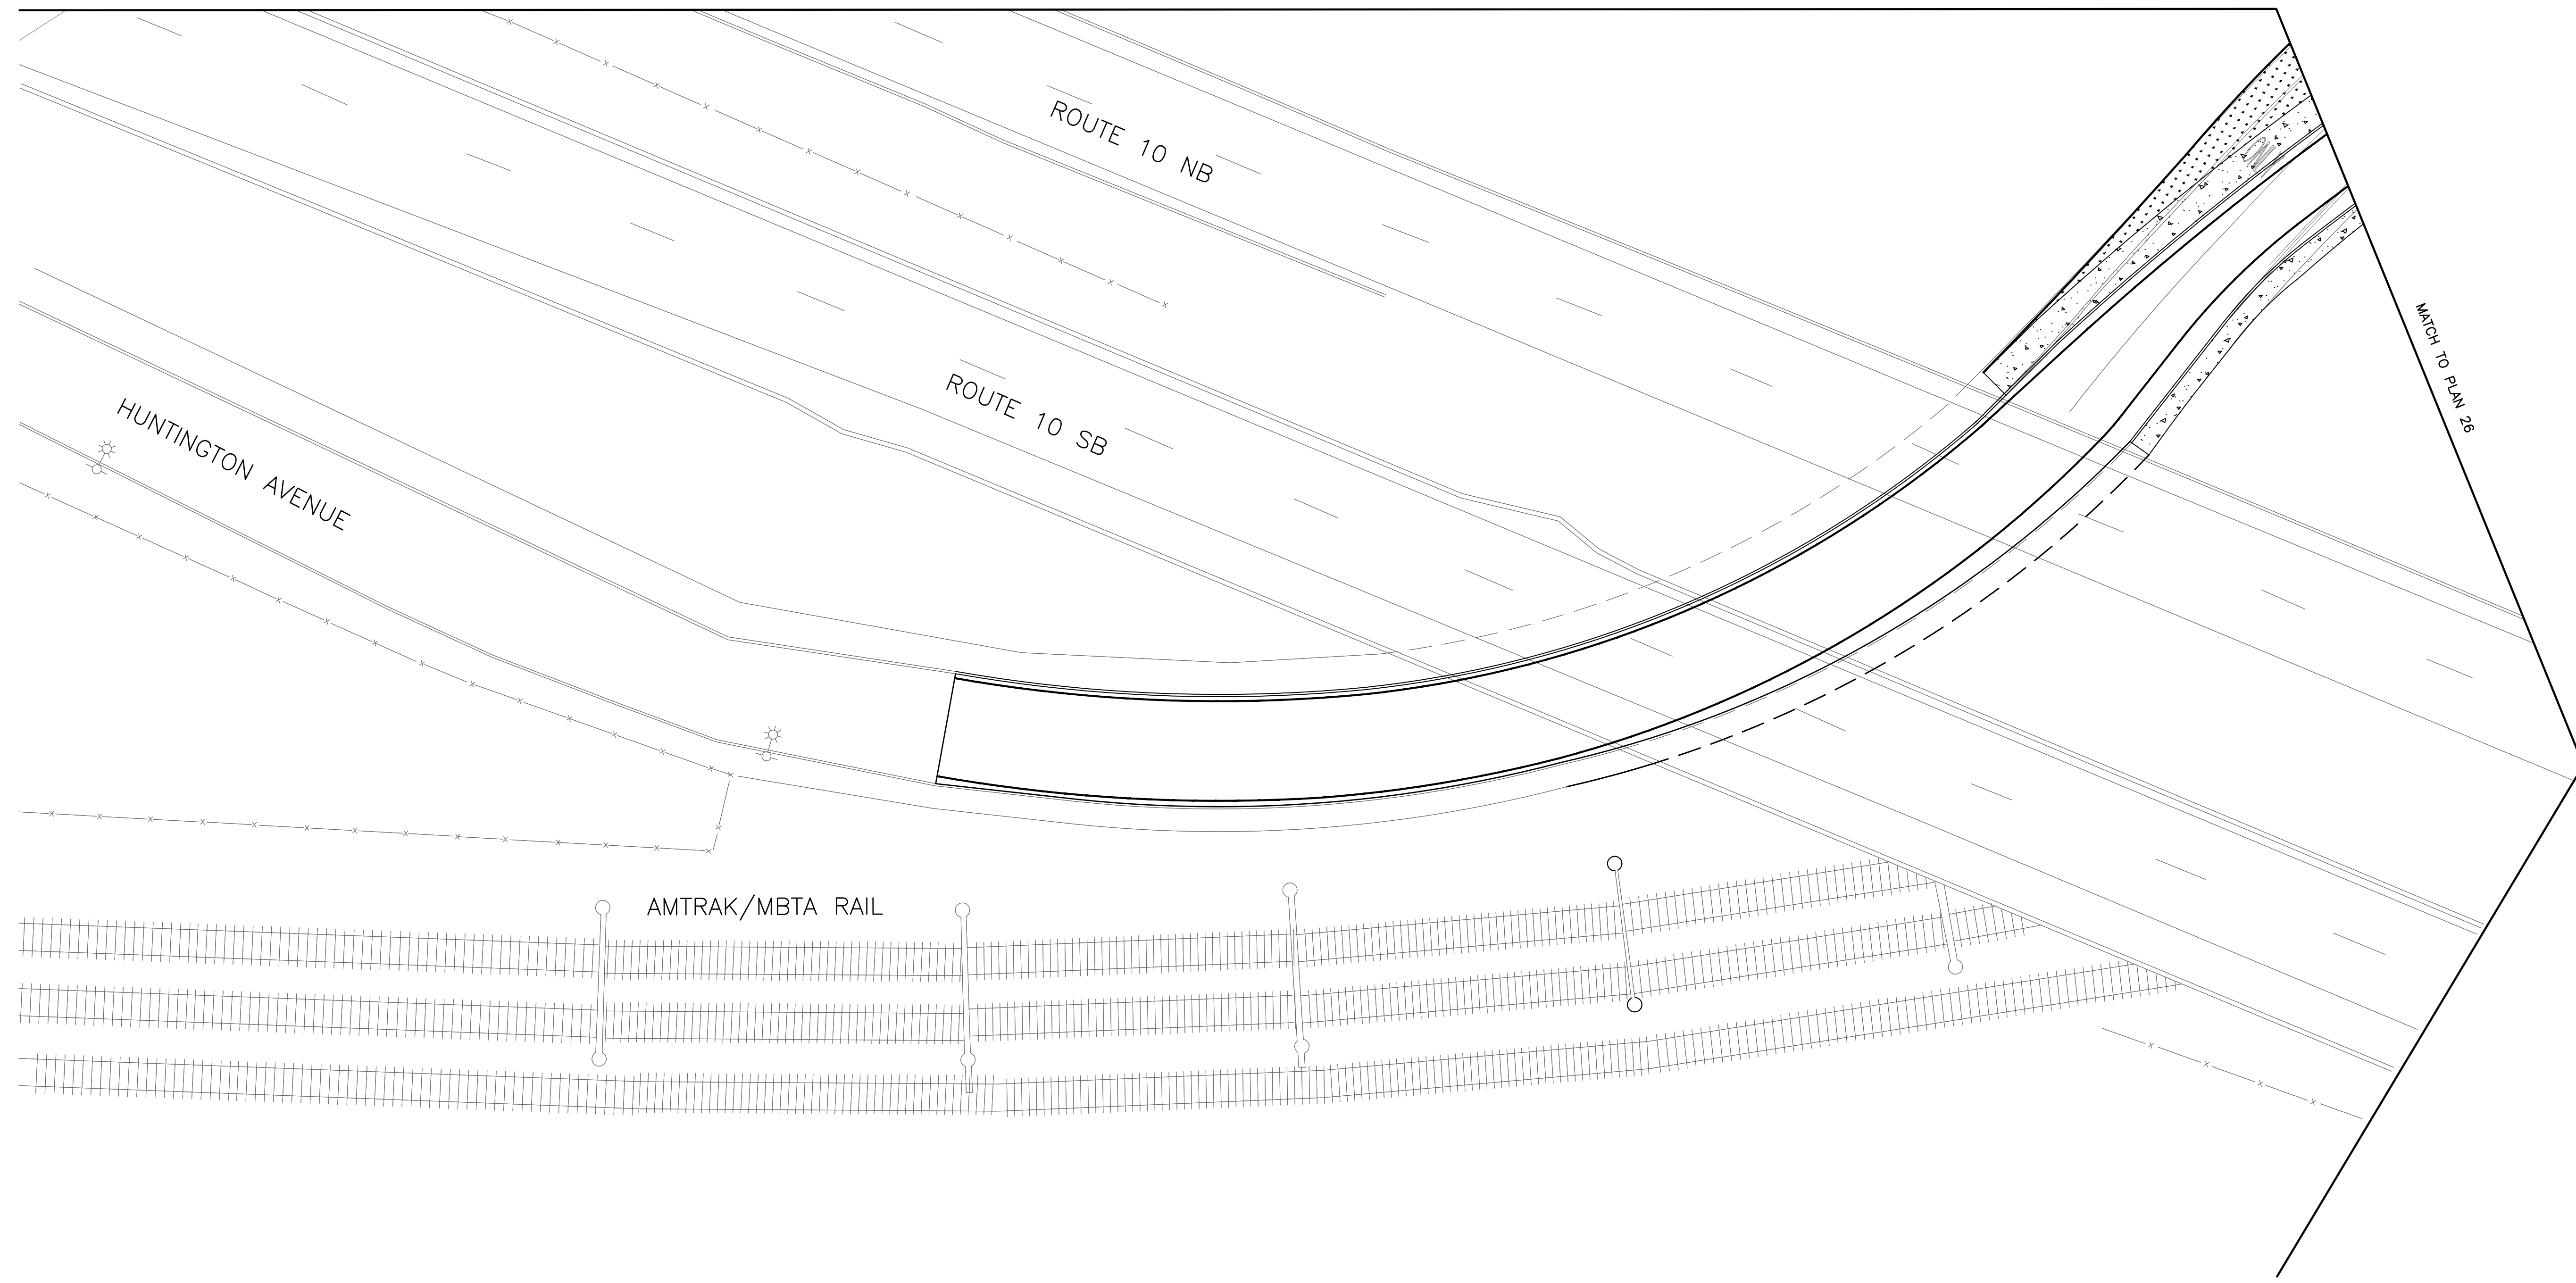 ROUTE 10 NB
MATCH TO PLAN 26
ROUTE 10 SB
HUNTINGTON AVENUE
AMTRAK/MBTA RAIL